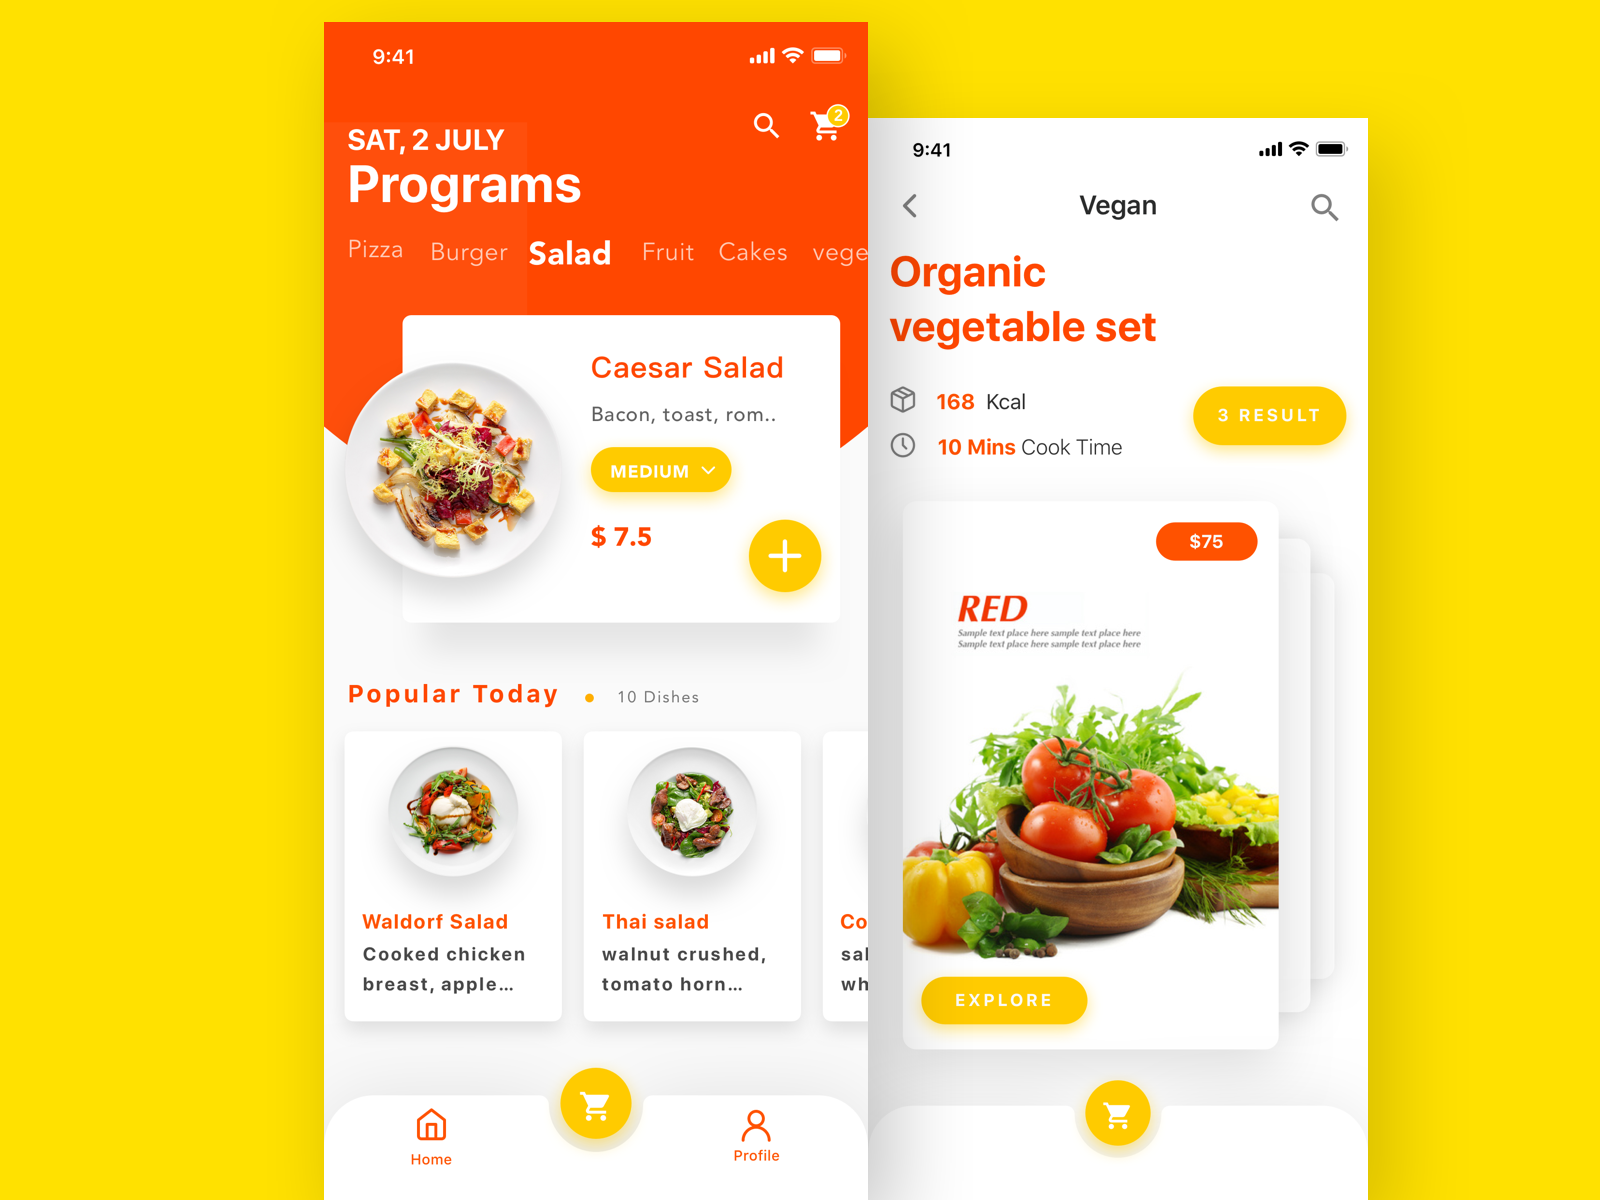 9:41
2
SAT, 2 JULY
Programs
Pizza Burger Salad Fruit Cakes vege
Caesar Salad
Bacon, toast, rom..
MEDIUM
$ 7.5
Popular Today
10 Dishes
Waldorf Salad
Cooked chicken
breast, apple...
Thai salad
walnut crushed,
tomato horn...
Co
sal
wh
Home
Profile
9:41
Vegan
Organic
vegetable set
168 Kcal
10 Mins Cook Time
3 RESULT
$75
RED
Sample text place here sample text place here
Sample text place here sample text place here
EXPLORE